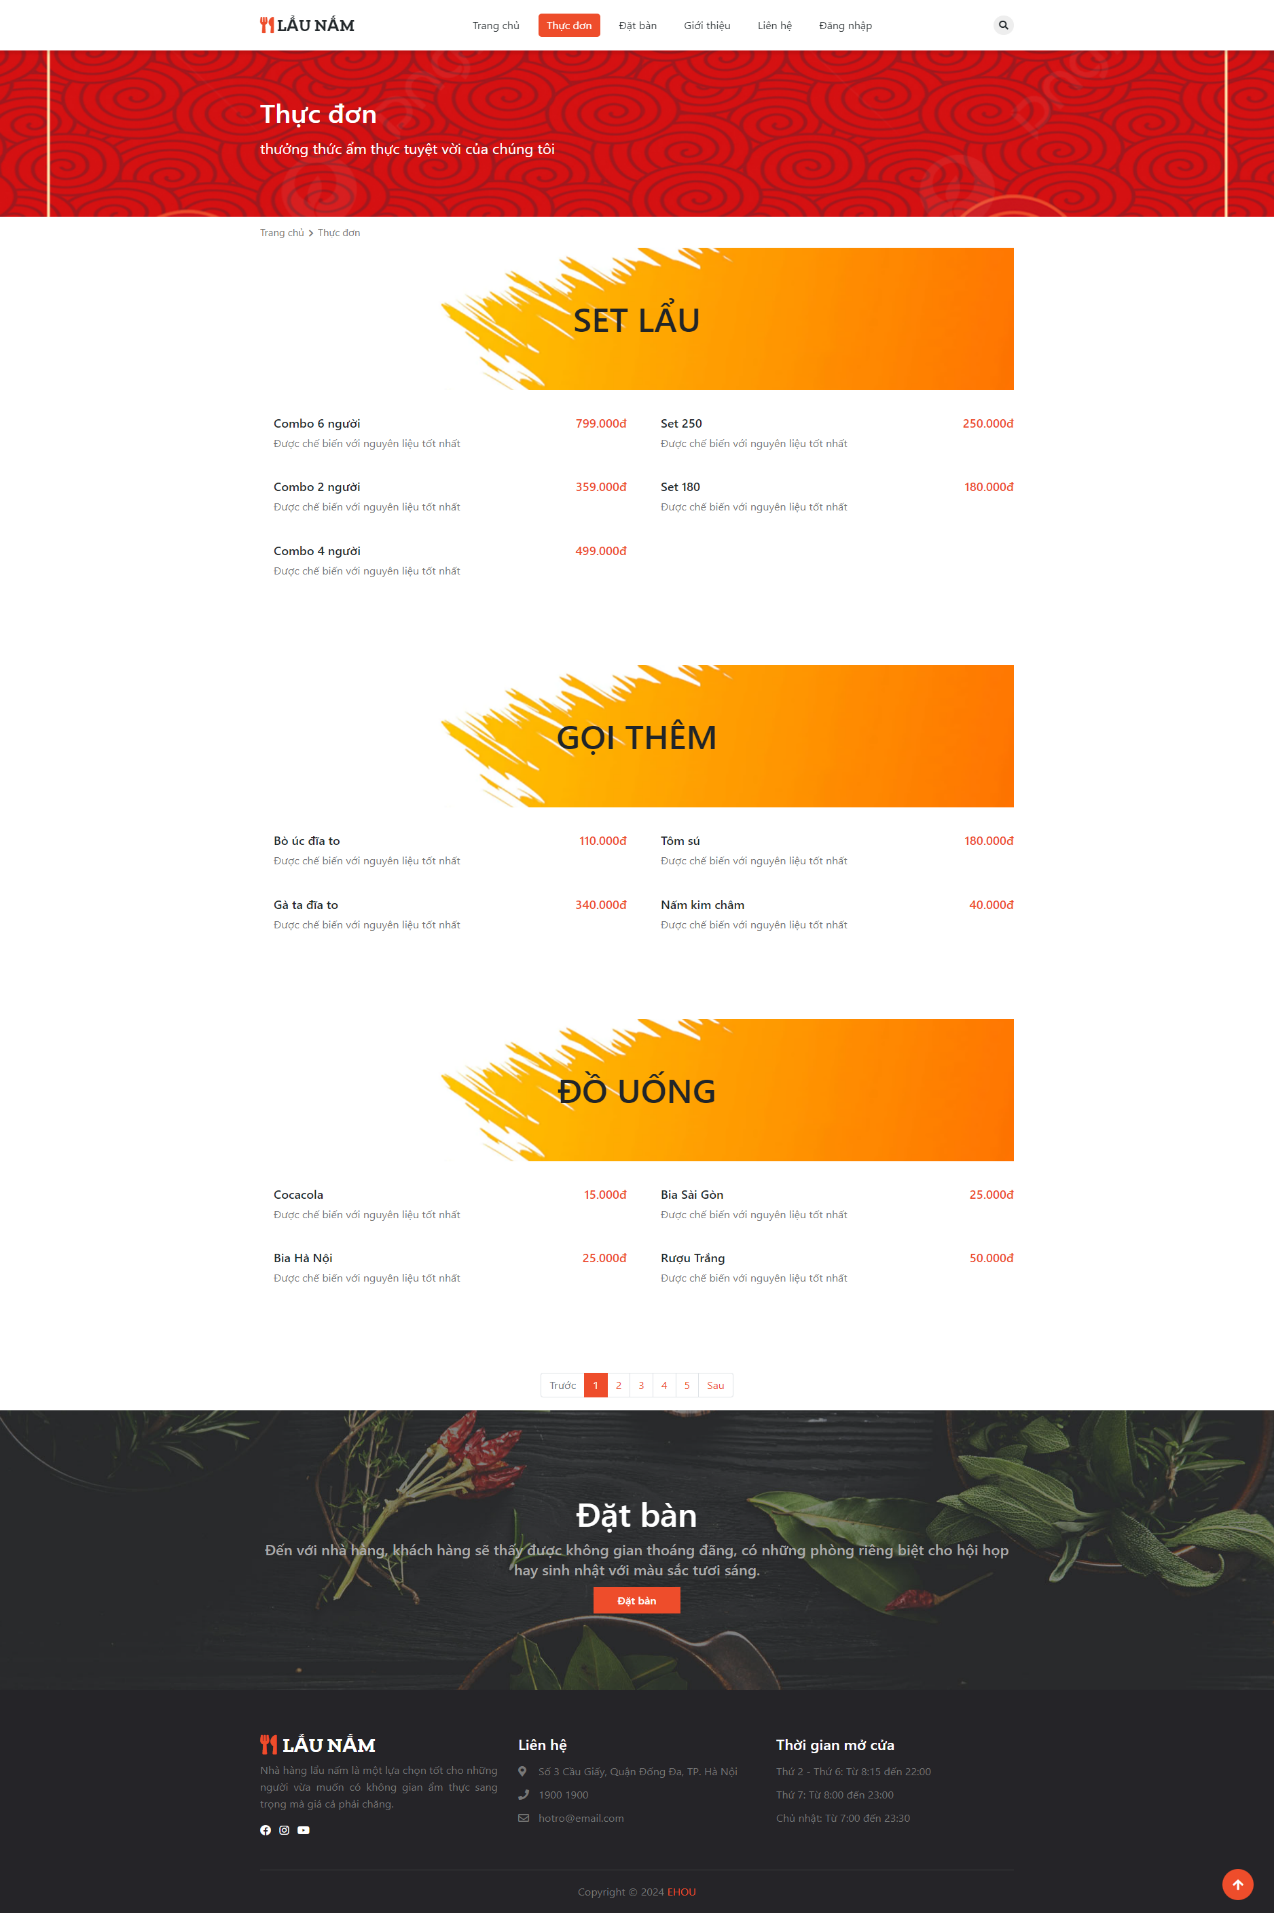 LẨU NẤM
Trang chủ Thực đơn Đặt bàn Giới thiệu Liên hệ Đăng nhập
Thực đơn
thưởng thức ẩm thực tuyệt vời của chúng tôi
Trang chủ Thực đơn
SET LẨU
Combo 6 người 799.000đ Set 250 250.000đ
Được chế biến với nguyên liệu tốt nhất Được chế biến với nguyên liệu tốt nhất
Combo 2 người 359.000đ Set 180 180.000đ
Được chế biến với nguyên liệu tốt nhất Được chế biến với nguyên liệu tốt nhất
Combo 4 người 499.000đ
Được chế biến với nguyên liệu tốt nhất
GỌI THÊM
Bò úc đĩa to 110.000đ Tôm sú 180.000đ
Được chế biến với nguyên liệu tốt nhất Được chế biến với nguyên liệu tốt nhất
Gà ta đĩa to 340.000đ Nấm kim châm 40.000đ
Được chế biến với nguyên liệu tốt nhất Được chế biến với nguyên liệu tốt nhất
ĐỒ UỐNG
Cocacola 15.000đ Bia Sài Gòn 25.000đ
Được chế biến với nguyên liệu tốt nhất Được chế biến với nguyên liệu tốt nhất
Bia Hà Nội 25.000đ Rượu Trắng 50.000đ
Được chế biến với nguyên liệu tốt nhất Được chế biến với nguyên liệu tốt nhất
Trước 1 2 3 4 5 Sau
Đặt bàn
Đến với nhà hàng, khách hàng sẽ thấy được không gian thoáng đãng, có những phòng riêng biệt cho hội họp
hay sinh nhật với màu sắc tươi sáng.
Đặt bàn
LẨU NẤM
Nhà hàng lẩu nấm là một lựa chọn tốt cho những
người vừa muốn có không gian ẩm thực sang
trọng mà giá cả phải chăng.
Liên hệ
Số 3 Cầu Giấy, Quận Đống Đa, TP. Hà Nội
1900 1900
hotro@email.com
Thời gian mở cửa
Thứ 2 - Thứ 6: Từ 8:15 đến 22:00
Thứ 7: Từ 8:00 đến 23:00
Chủ nhật: Từ 7:00 đến 23:30
Copyright © 2024 EHOU